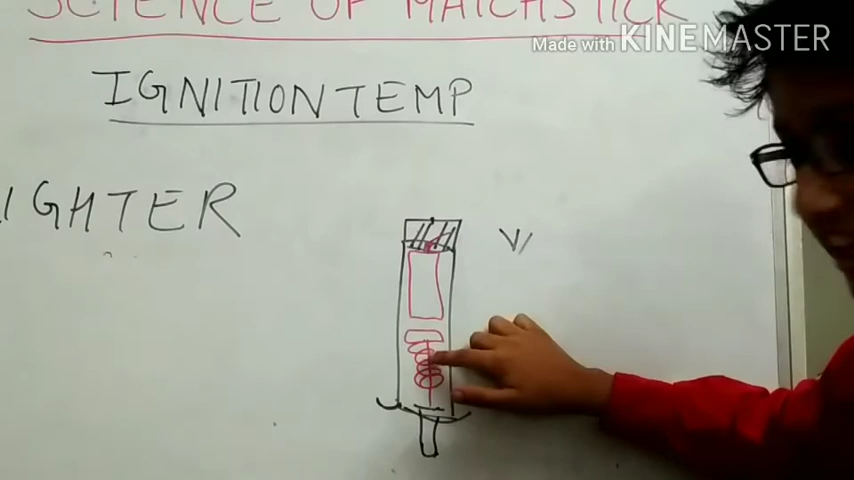 SCIENCE OF MATCHSTICK
Made with KINEMASTER
IGNITION TEMP
IGHTER